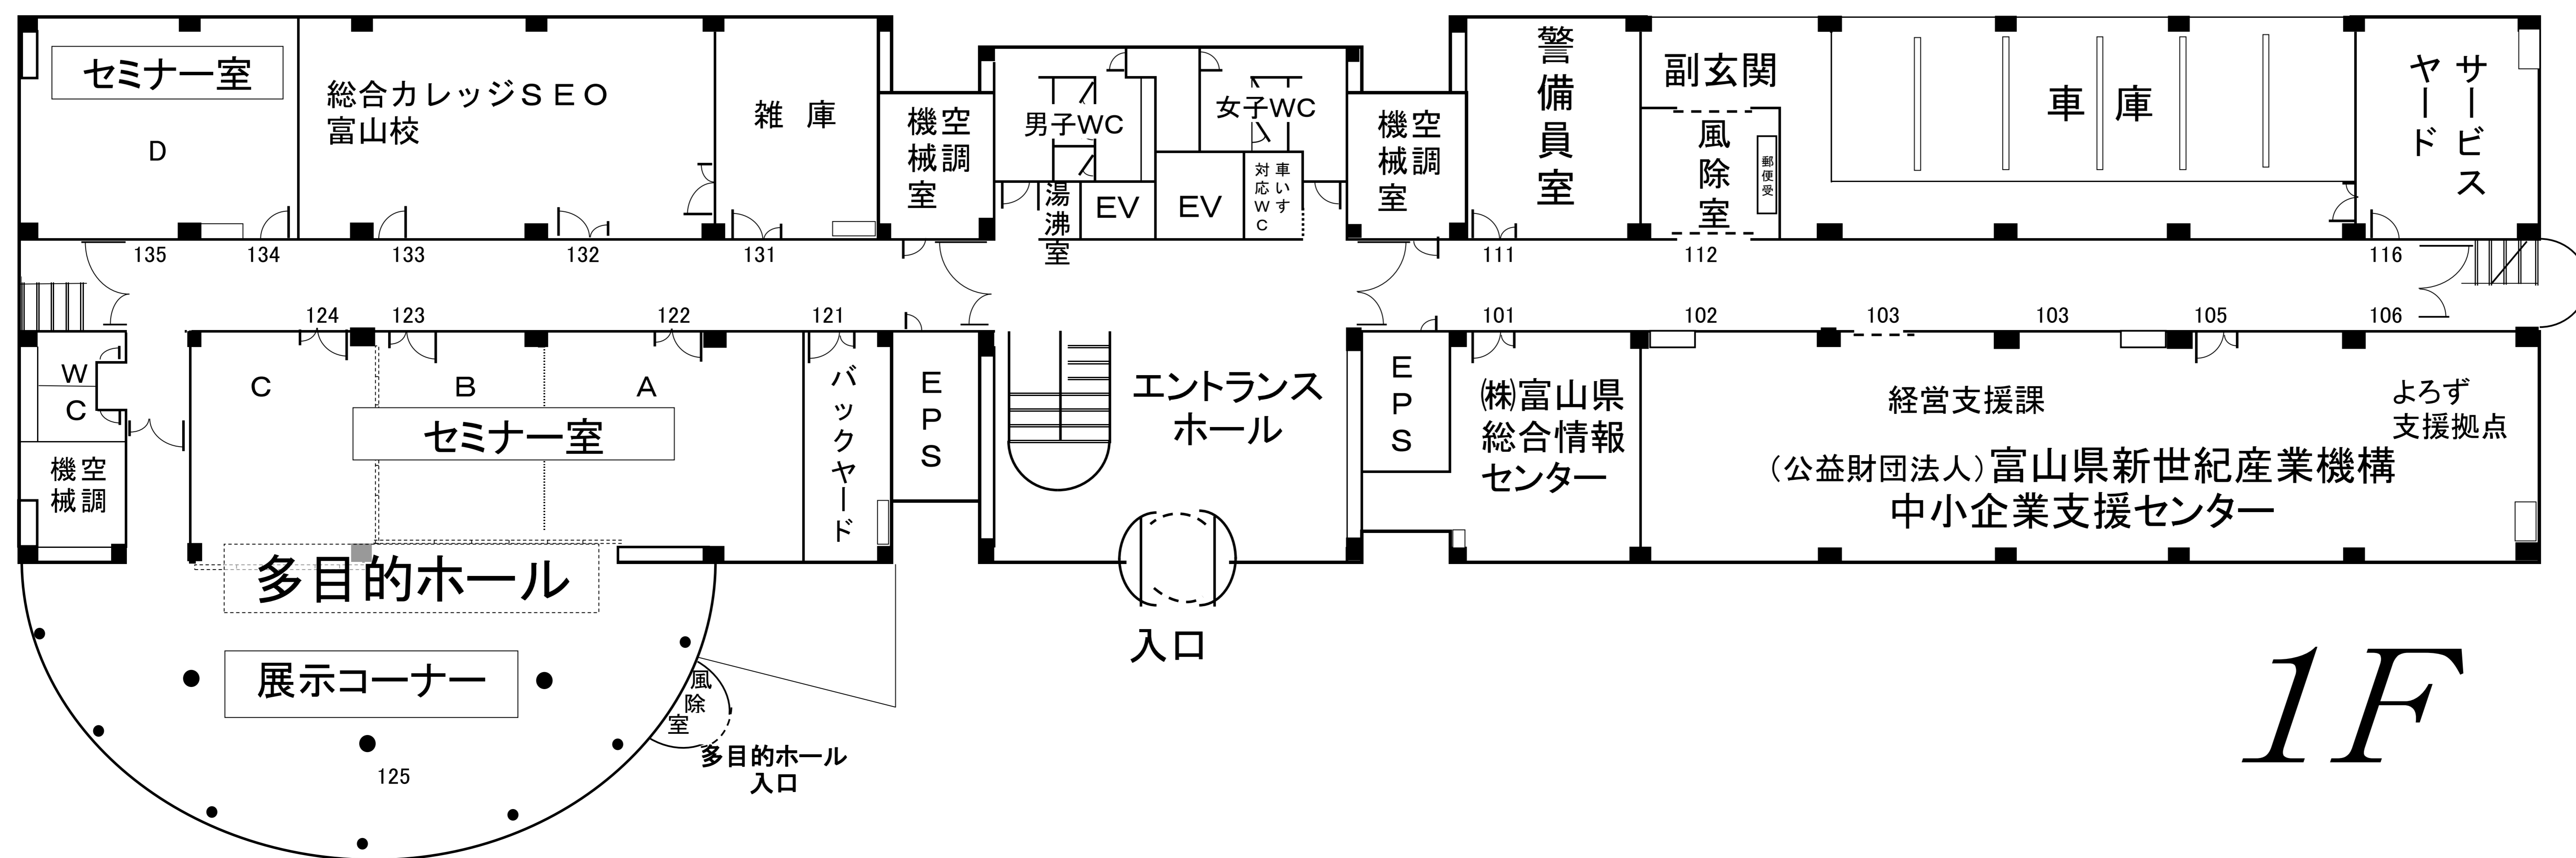 セミナー室
D
総合カレッジＳＥＯ
富山校
雑 庫
空調
機械室
男子WC
女子WC
湯沸室
EV
EV
車いす
対応WC
空調
機械室
警備員室
副玄関
風除室
郵便受
車 庫
サービス
ヤード
135
134
133
132
131
111
112
116
124
123
122
121
101
102
103
103
105
106
WC
空調
機械
C
B
A
セミナー室
バックヤード
EPS
エントランス
ホール
EPS
㈱富山県
総合情報
センター
経営支援課
よろず
支援拠点
（公益財団法人）富山県新世紀産業機構
中小企業支援センター
多目的ホール
展示コーナー
125
風除室
多目的ホール
入口
入口
1F